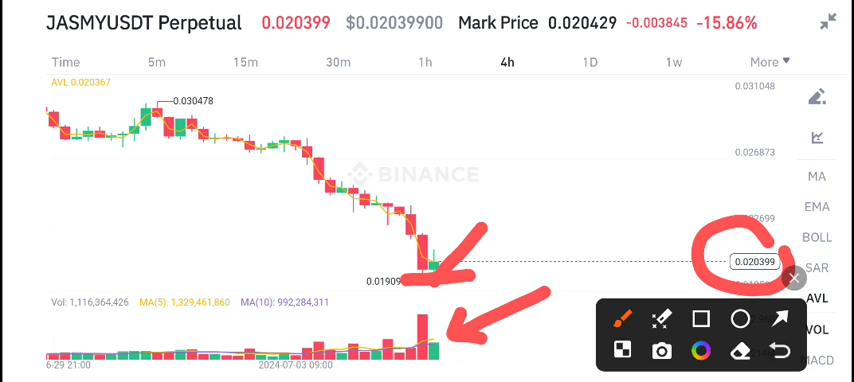 JASMYUSDT Perpetual 0.020399 $0.02039900 Mark Price 0.020429 -0.003845 -15.86%
Time 5m 15m 30m 1h 4h 1D 1w More
AVL 0.020367
0.031048
0.030478
0.026873
BINANCE
MA
EMA
BOLL
SAR
AVL
VOL
MACD
0.020399
0.01909
Vol: 1,116,364,426 MA(5): 1,329,461,860 MA(10): 992,284,311
6-29 21:00 2024-07-03 09:00